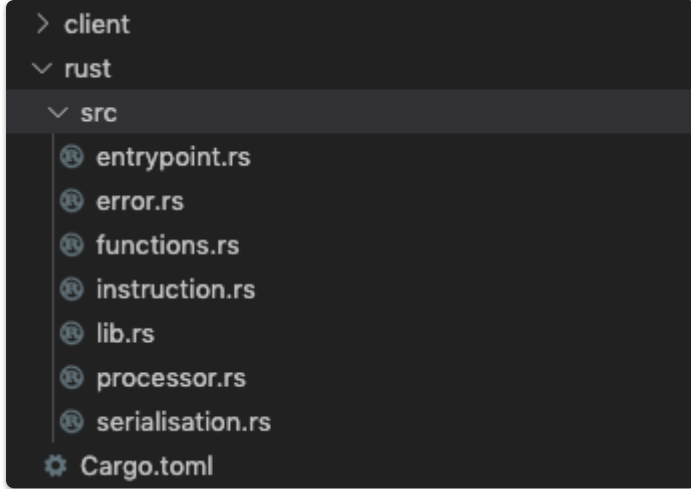 client
rust
src
entrypoint.rs
error.rs
functions.rs
instruction.rs
lib.rs
processor.rs
serialisation.rs
Cargo.toml